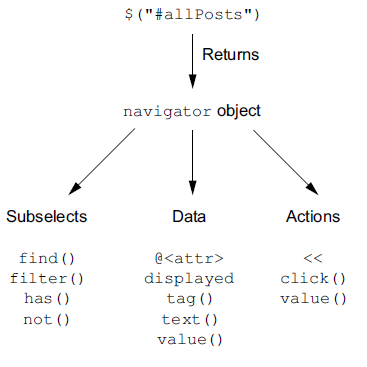 $("#allPosts")
Returns
navigator object
Subselects
find()
filter()
has()
not()
Data
@<attr>
displayed
tag()
text()
value()
Actions
<<
click()
value()